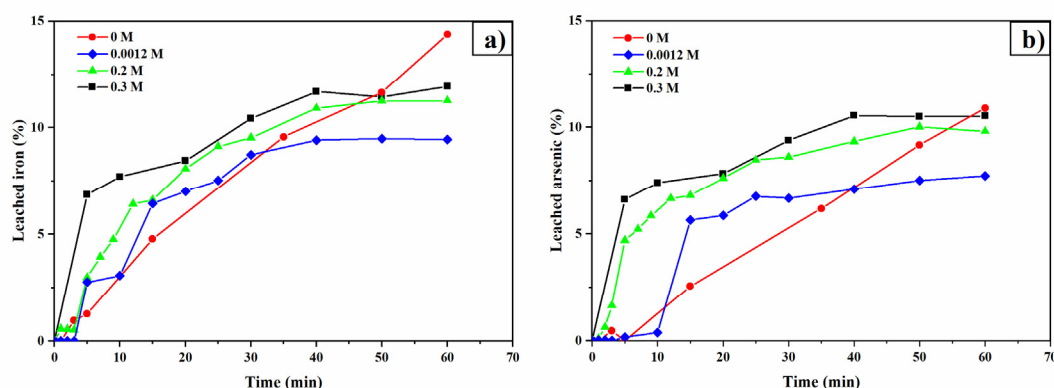 a)
0 M
0.0012 M
0.2 M
0.3 M
Leached iron (%)
15
10
5
0
0 10 20 30 40 50 60 70
Time (min)
b)
0 M
0.0012 M
0.2 M
0.3 M
Leached arsenic (%)
15
10
5
0
0 10 20 30 40 50 60 70
Time (min)